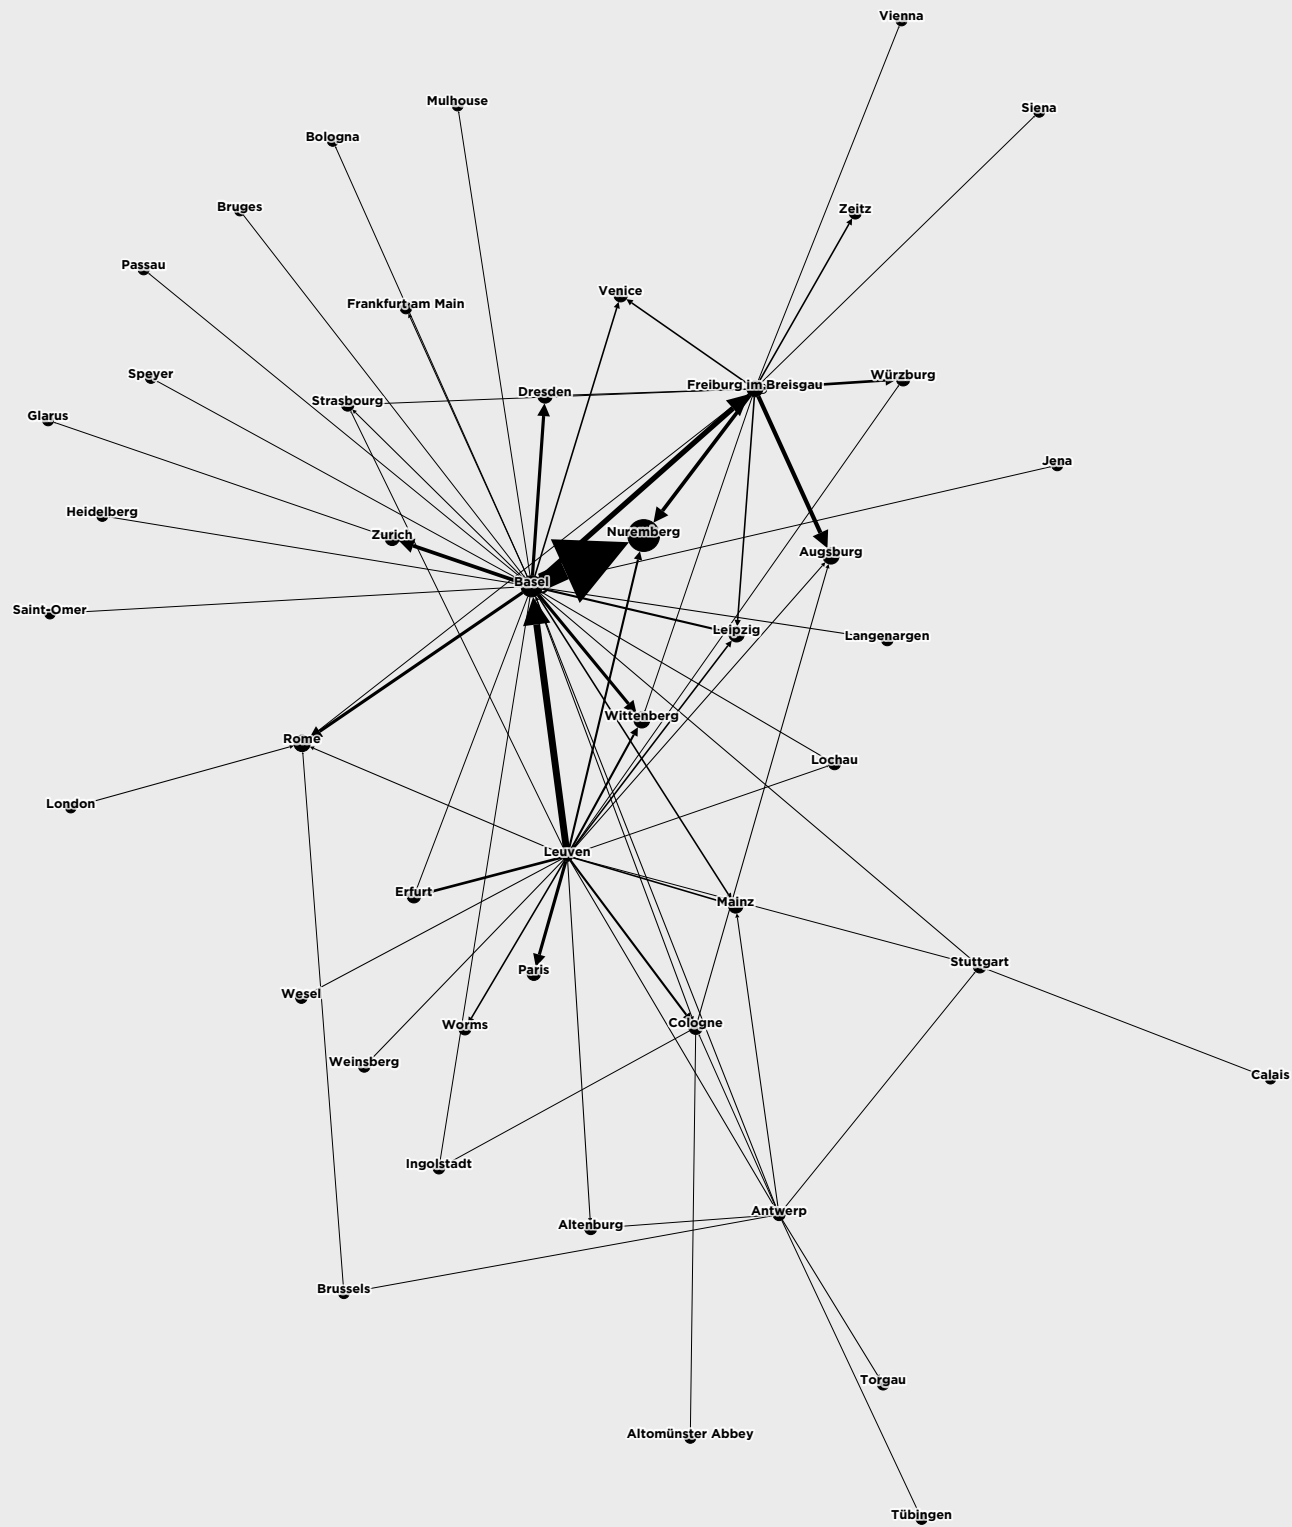 Vienna
Mulhouse
Siena
Bologna
Bruges
Zeitz
Passau
Venice
Frankfurt am Main
Speyer
Würzburg
Freiburg im Breisgau
Dresden
Strasbourg
Glarus
Jena
Heidelberg
Nuremberg
Zurich
Augsburg
Basel
Saint-Omer
Leipzig
Langenargen
Wittenberg
Rome
Lochau
London
Leuven
Erfurt
Mainz
Stuttgart
Paris
Wesel
Cologne
Worms
Weinsberg
Calais
Ingolstadt
Antwerp
Altenburg
Brussels
Torgau
Altomünster Abbey
Tübingen